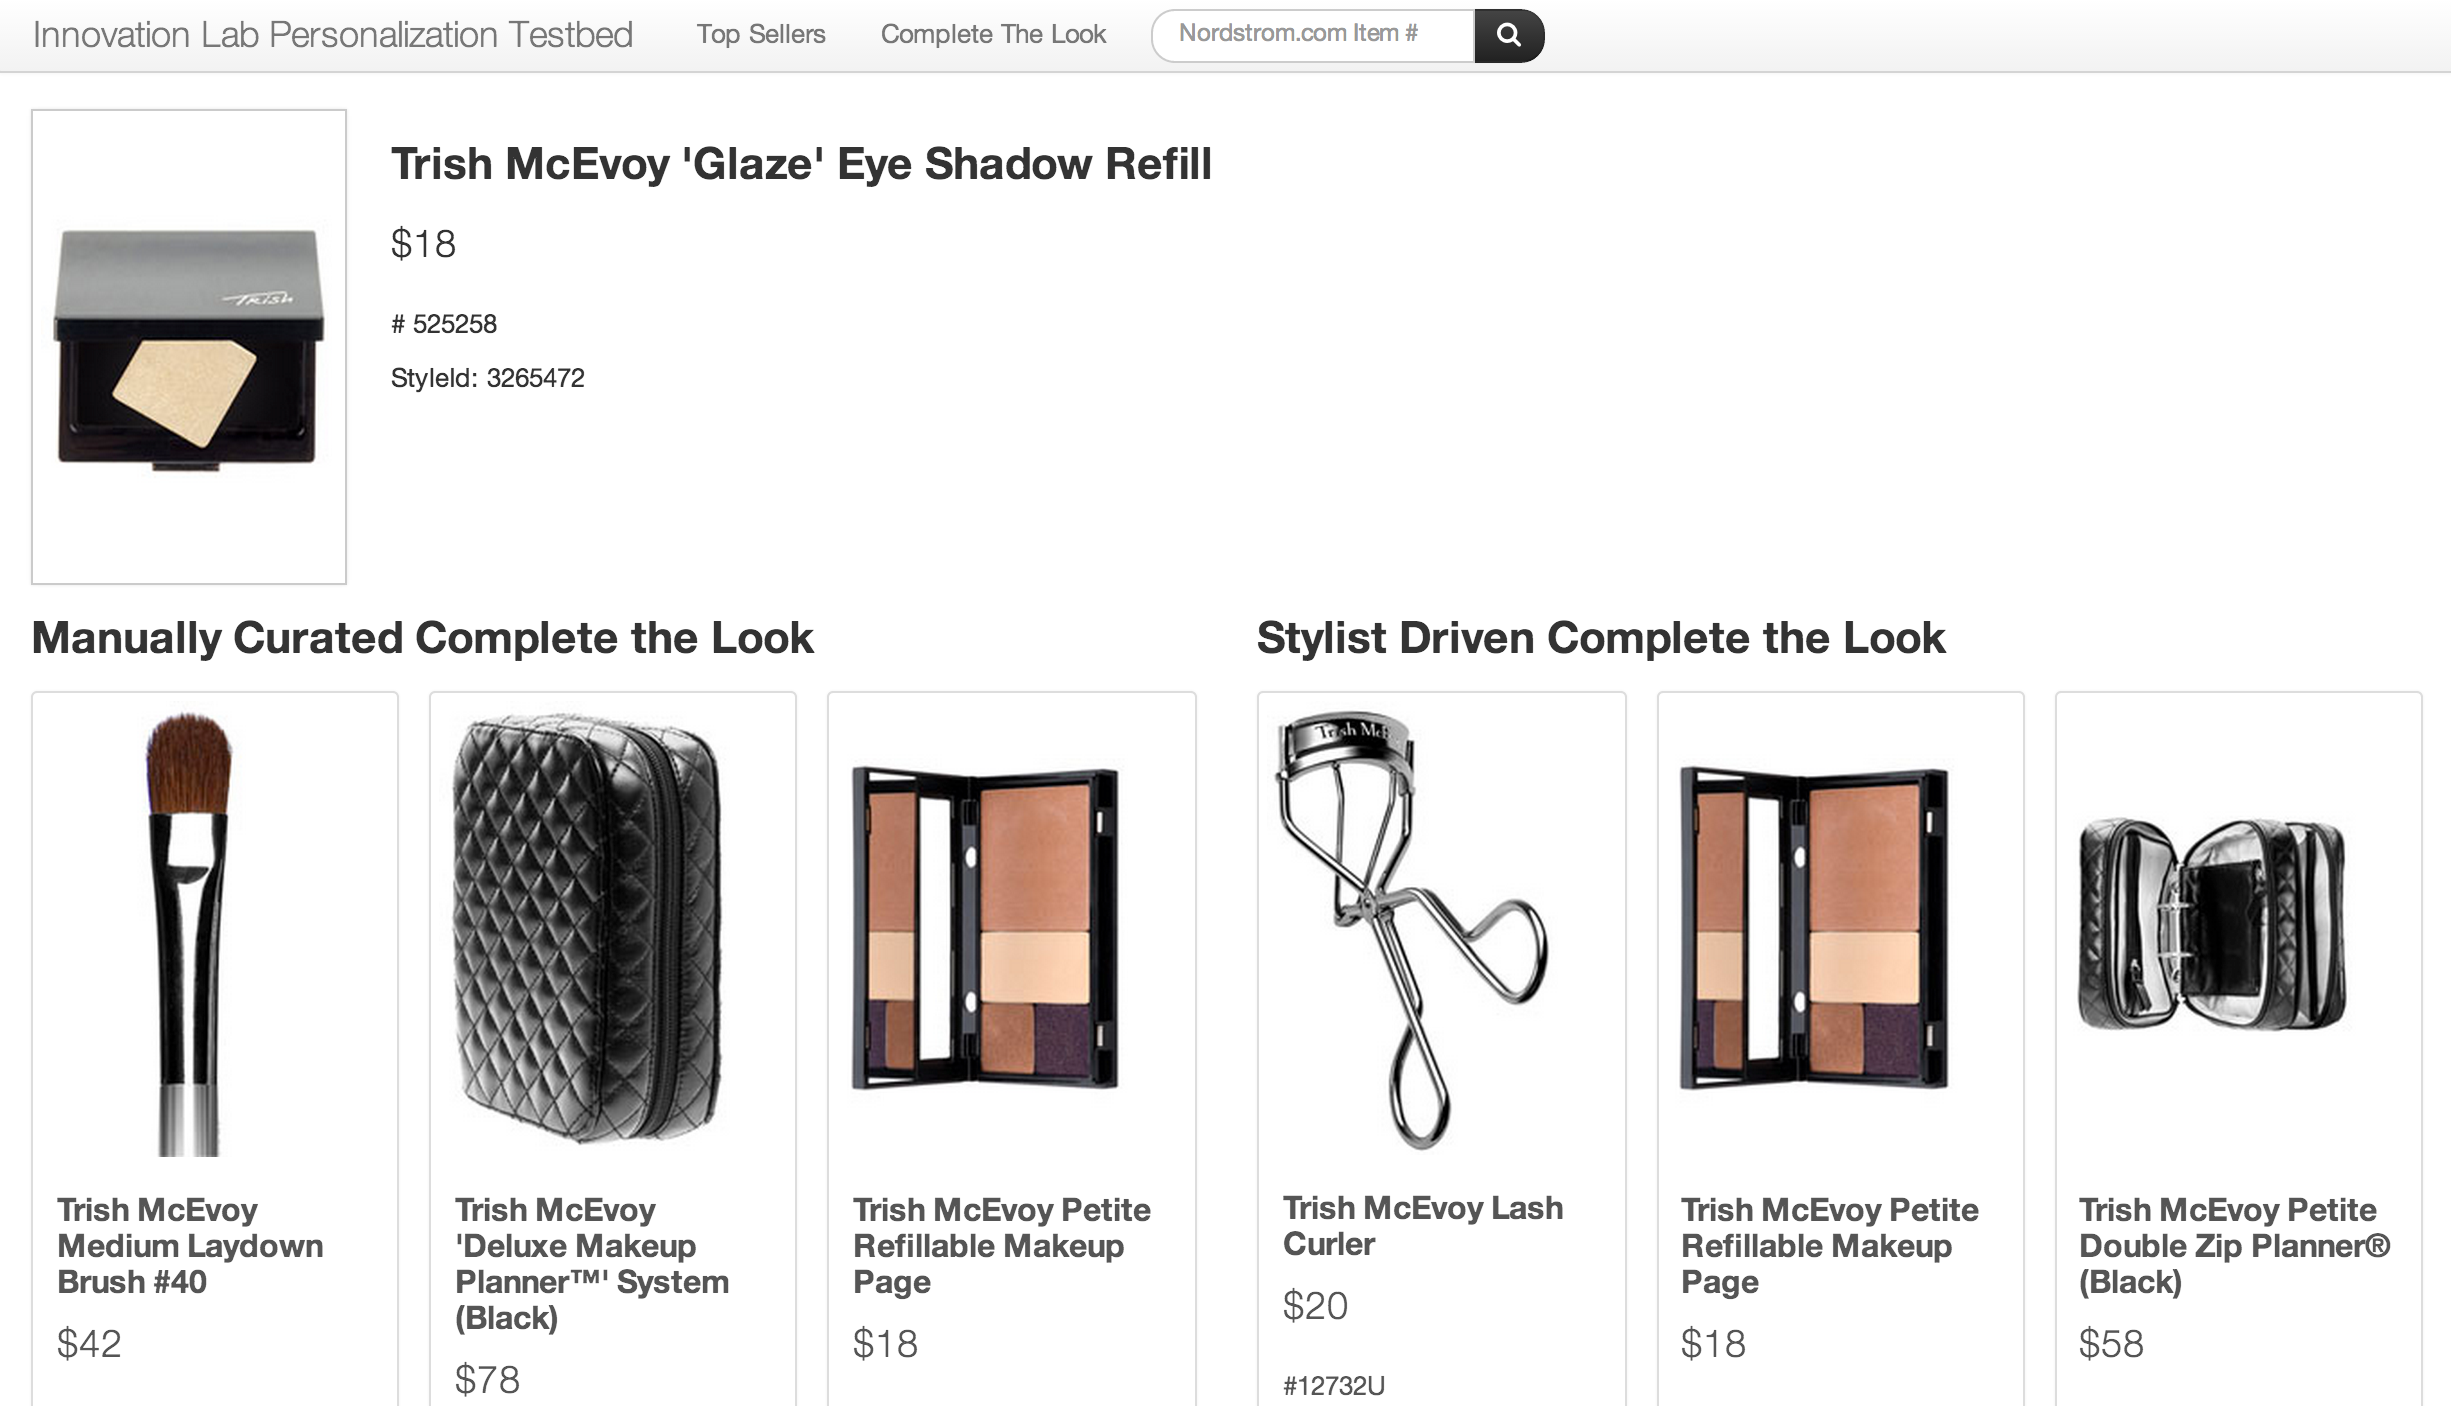 Innovation Lab Personalization Testbed
Top Sellers
Complete The Look
Nordstrom.com Item #
Trish McEvoy 'Glaze' Eye Shadow Refill
$18
# 525258
StyleId: 3265472
Trish
Manually Curated Complete the Look
Trish McEvoy
Medium Laydown
Brush #40
$42
Trish McEvoy
'Deluxe Makeup
Planner™' System
(Black)
$78
Trish McEvoy Petite
Refillable Makeup
Page
$18
Stylist Driven Complete the Look
Trish McEvoy Lash
Curler
$20
#12732U
Trish McEvoy Petite
Refillable Makeup
Page
$18
Trish McEvoy Petite
Double Zip Planner®
(Black)
$58